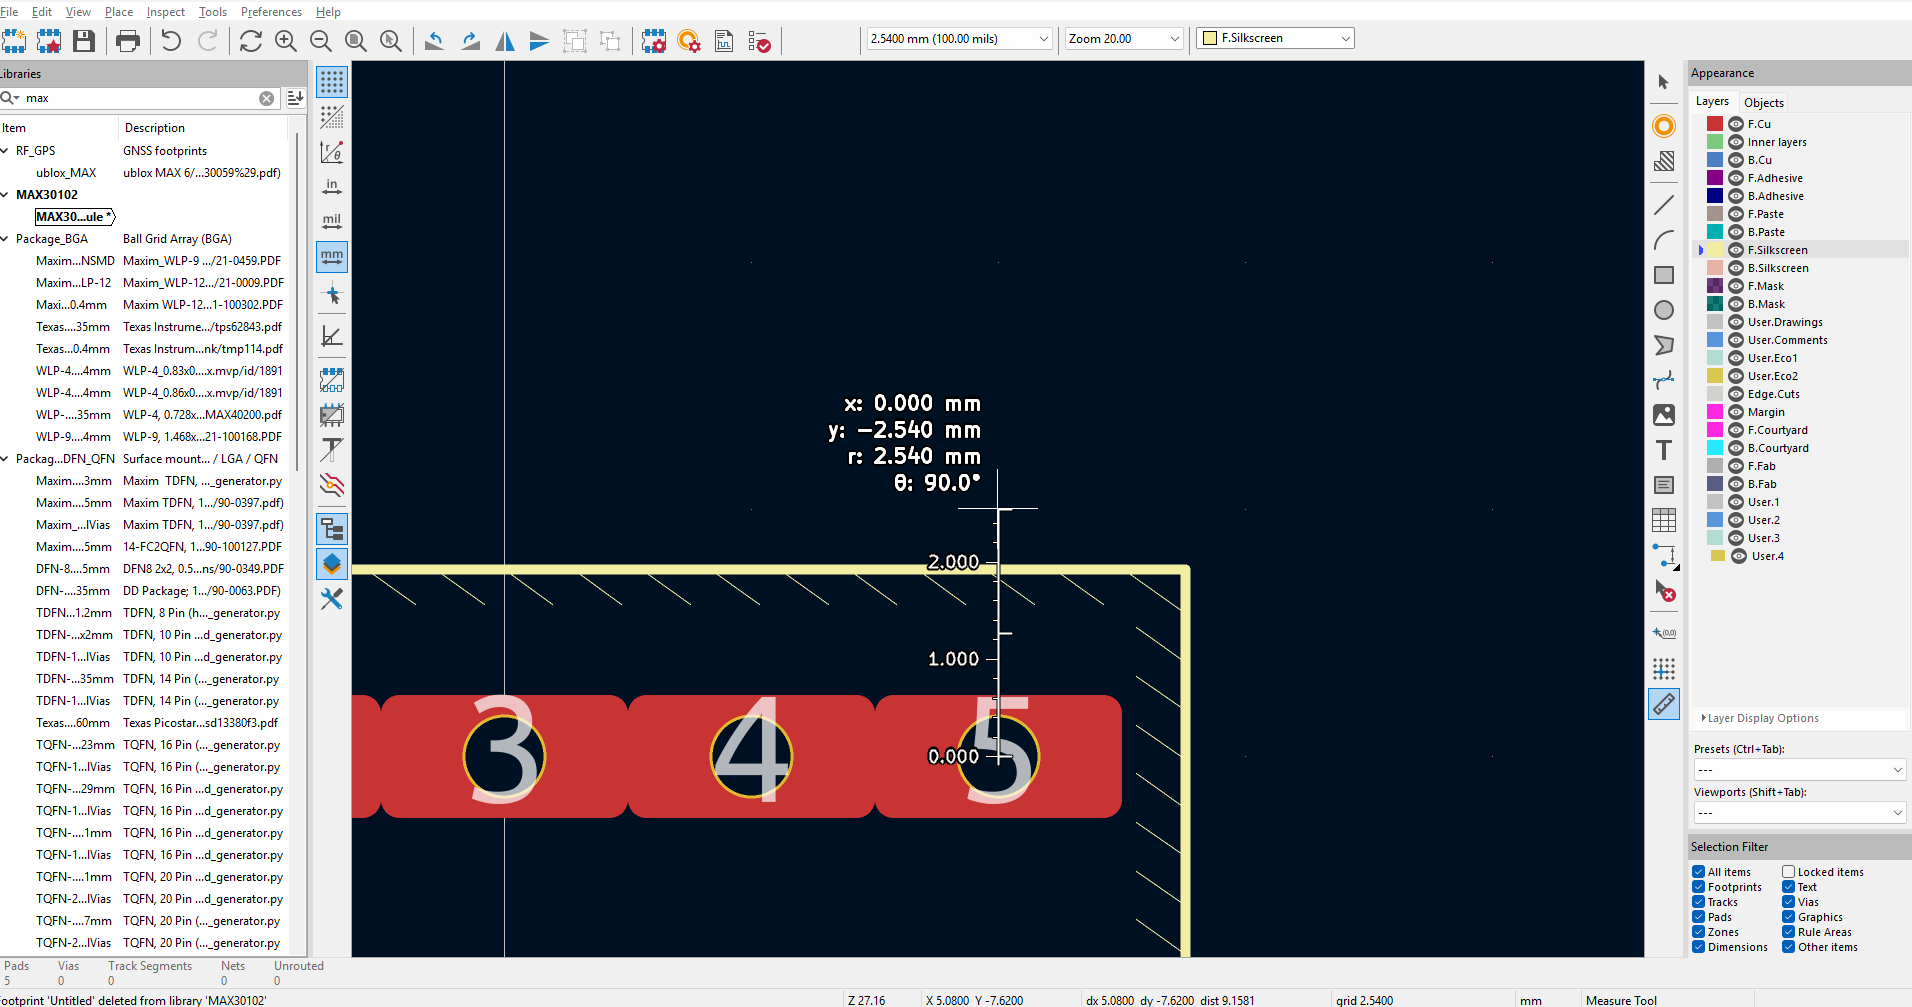 File Edit View Place Inspect Tools Preferences Help
2.5400 mm (100.00 mils) Zoom 20.00 F.Silkscreen
Libraries
max
Item Description
RF_GPS GNSS footprints
ublox_MAX ublox MAX 6/...30059%29.pdf)
MAX30102
MAX30...ule *
Package_BGA Ball Grid Array (BGA)
Maxim...NSMD Maxim_WLP-9 .../21-0459.PDF
Maxim...LP-12 Maxim_WLP-12.../21-0009.PDF
Maxi...0.4mm Maxim WLP-12...1-100302.PDF
Texas....35mm Texas Instrume.../tps62843.pdf
Texas...0.4mm Texas Instrum...nk/tmp114.pdf
WLP-4....4mm WLP-4_0.83x0....x.mvp/id/1891
WLP-4....4mm WLP-4_0.86x0....x.mvp/id/1891
WLP-....35mm WLP-4, 0.728x...MAX40200.pdf
WLP-9....4mm WLP-9, 1.468x...21-100168.PDF
Packag...DFN_QFN Surface mount... / LGA / QFN
Maxim....3mm Maxim TDFN, ..._generator.py
Maxim....5mm Maxim TDFN, 1.../90-0397.pdf)
Maxim_...lVias Maxim TDFN, 1.../90-0397.pdf)
Maxim....5mm 14-FC2QFN, 1...90-100127.PDF
DFN-8....5mm DFN8 2x2, 0.5...ns/90-0349.PDF
DFN-....35mm DD Package; 1.../90-0063.PDF)
TDFN...1.2mm TDFN, 8 Pin (h..._generator.py
TDFN-...x2mm TDFN, 10 Pin ...d_generator.py
TDFN-1...lVias TDFN, 10 Pin ...d_generator.py
TDFN-...35mm TDFN, 14 Pin (..._generator.py
TDFN-1...lVias TDFN, 14 Pin (..._generator.py
Texas....60mm Texas Picostar...sd13380f3.pdf
TQFN-...23mm TQFN, 16 Pin (..._generator.py
TQFN-1...lVias TQFN, 16 Pin ...d_generator.py
TQFN-...29mm TQFN, 16 Pin ...d_generator.py
TQFN-1...lVias TQFN, 16 Pin ...d_generator.py
TQFN-....1mm TQFN, 16 Pin ...d_generator.py
TQFN-1...lVias TQFN, 16 Pin ...d_generator.py
TQFN-....1mm TQFN, 20 Pin ...d_generator.py
TQFN-2...lVias TQFN, 20 Pin ...d_generator.py
TQFN-....7mm TQFN, 20 Pin (..._generator.py
TQFN-2...lVias TQFN, 20 Pin (..._generator.py
in
mil
mm
x: 0.000 mm
y: −2.540 mm
r: 2.540 mm
θ: 90.0°
2.000
1.000
0.000
3 4 5
(0,0)
Appearance
Layers Objects
F.Cu
Inner layers
B.Cu
F.Adhesive
B.Adhesive
F.Paste
B.Paste
F.Silkscreen
B.Silkscreen
F.Mask
B.Mask
User.Drawings
User.Comments
User.Eco1
User.Eco2
Edge.Cuts
Margin
F.Courtyard
B.Courtyard
F.Fab
B.Fab
User.1
User.2
User.3
User.4
Layer Display Options
Presets (Ctrl+Tab):
---
Viewports (Shift+Tab):
---
Selection Filter
All items Locked items
Footprints Text
Tracks Vias
Pads Graphics
Zones Rule Areas
Dimensions Other items
Pads Vias Track Segments Nets Unrouted
5 0 0 0 0
ootprint 'Untitled' deleted from library 'MAX30102' Z 27.16 X 5.0800 Y -7.6200 dx 5.0800 dy -7.6200 dist 9.1581 grid 2.5400 mm Measure Tool